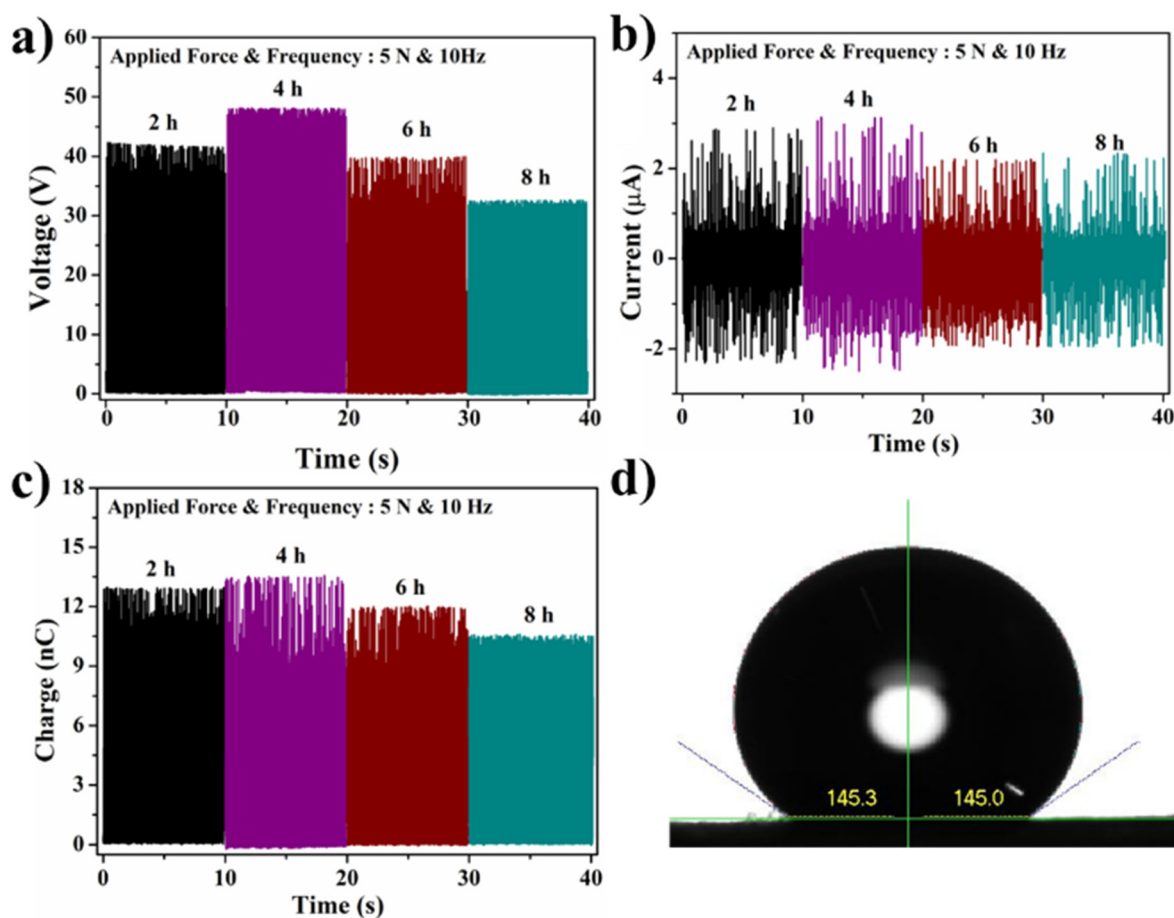 a)
Applied Force & Frequency : 5 N & 10Hz
60
50
40
30
20
10
0
2 h
4 h
6 h
8 h
Voltage (V)
0 10 20 30 40
Time (s)
b)
Applied Force & Frequency : 5 N & 10 Hz
4
2
0
-2
2 h
4 h
6 h
8 h
Current (μA)
0 10 20 30 40
Time (s)
c)
Applied Force & Frequency : 5 N & 10 Hz
18
15
12
9
6
3
0
2 h
4 h
6 h
8 h
Charge (nC)
0 10 20 30 40
Time (s)
d)
145.3 145.0